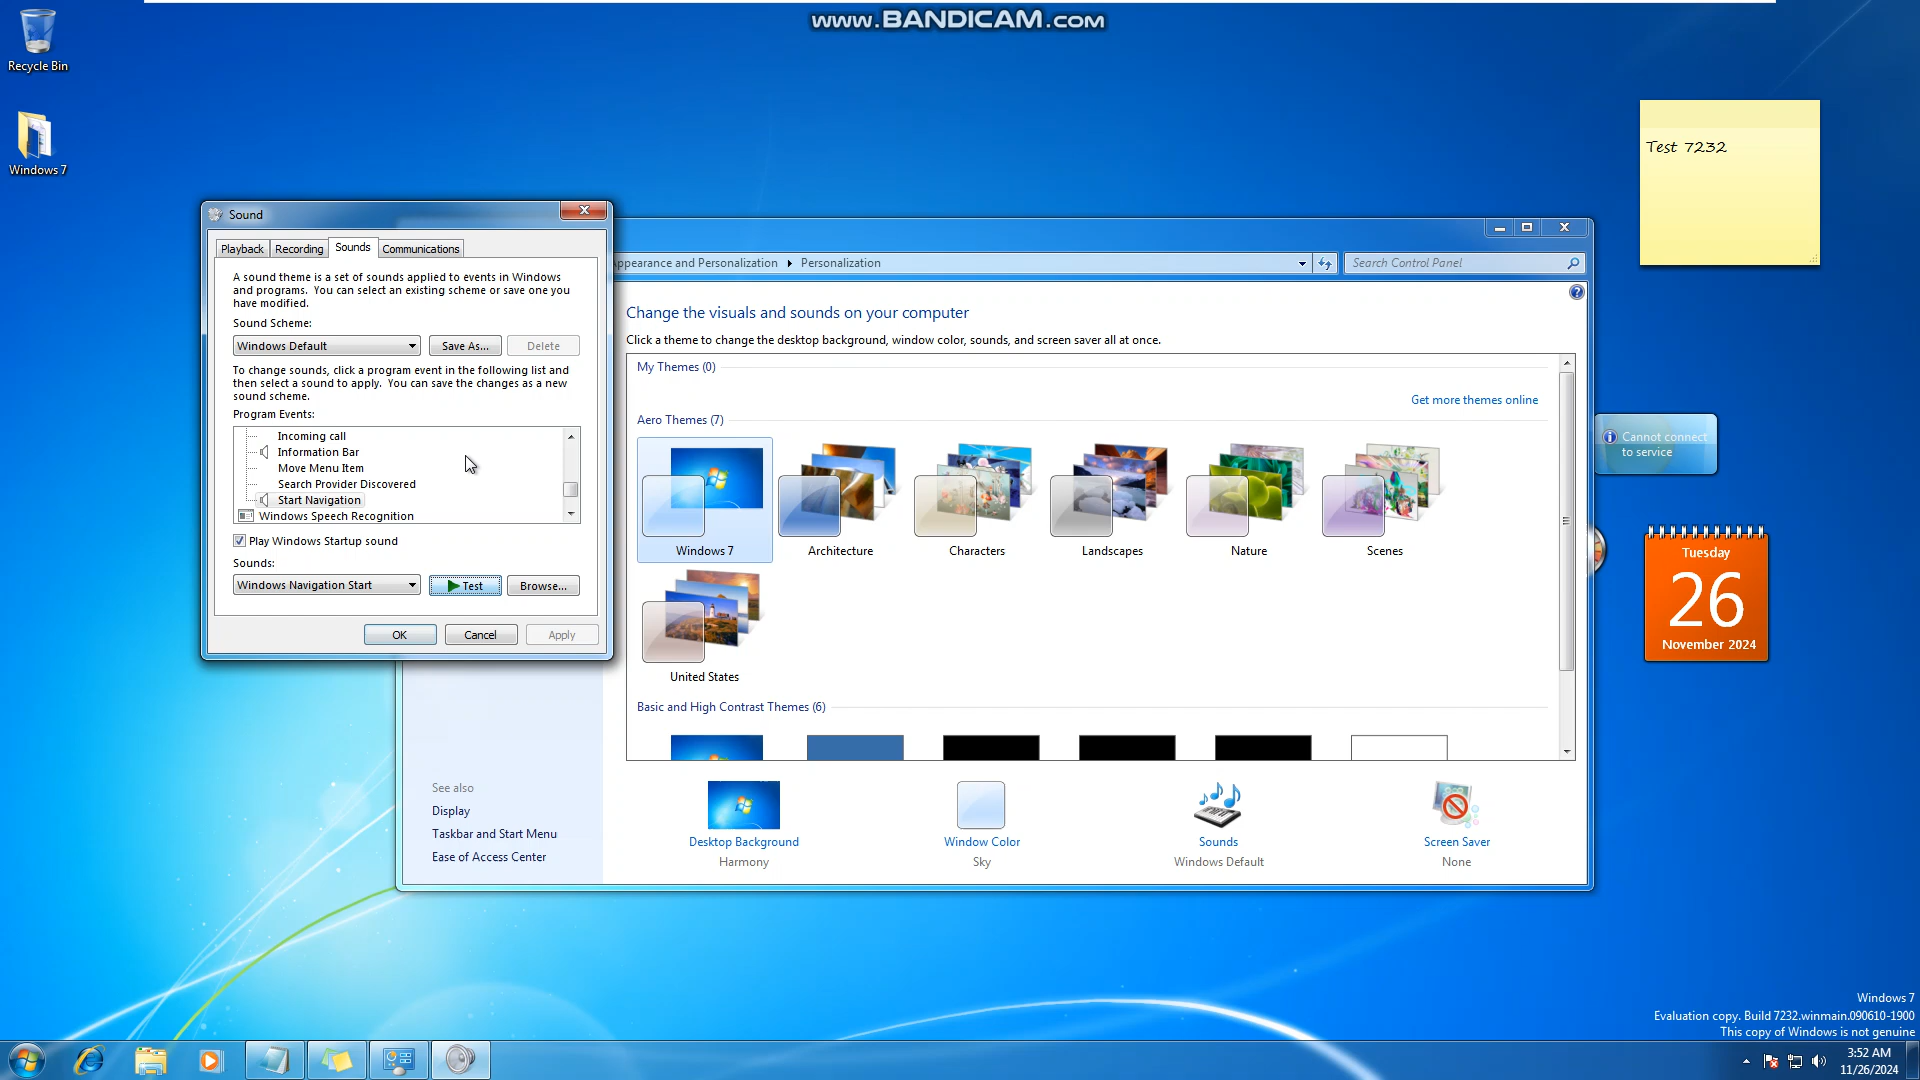 www.BANDICAM.com
Recycle Bin
Windows 7
Test 7232
Sound
Playback
Recording
Sounds
Communications
A sound theme is a set of sounds applied to events in Windows
and programs. You can select an existing scheme or save one you
have modified.
Sound Scheme:
Windows Default
Save As...
Delete
To change sounds, click a program event in the following list and
then select a sound to apply. You can save the changes as a new
sound scheme.
Program Events:
Incoming call
Information Bar
Move Menu Item
Search Provider Discovered
Start Navigation
Windows Speech Recognition
Play Windows Startup sound
Sounds:
Windows Navigation Start
Test
Browse...
OK
Cancel
Apply
ppearance and Personalization
Personalization
Search Control Panel
Change the visuals and sounds on your computer
Click a theme to change the desktop background, window color, sounds, and screen saver all at once.
My Themes (0)
Get more themes online
Aero Themes (7)
Windows 7
Architecture
Characters
Landscapes
Nature
Scenes
United States
Basic and High Contrast Themes (6)
See also
Display
Taskbar and Start Menu
Ease of Access Center
Desktop Background
Harmony
Window Color
Sky
Sounds
Windows Default
Screen Saver
None
Cannot connect
to service
Tuesday
26
November 2024
Windows 7
Evaluation copy. Build 7232.winmain.090610-1900
This copy of Windows is not genuine
3:52 AM
11/26/2024